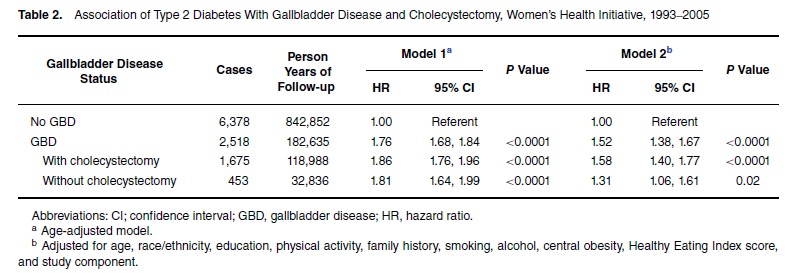 Table 2. Association of Type 2 Diabetes With Gallbladder Disease and Cholecystectomy, Women's Health Initiative, 1993–2005
Gallbladder Disease Status Cases Person Years of Follow-up Model 1a P Value Model 2b P Value
HR 95% CI HR 95% CI
No GBD 6,378 842,852 1.00 Referent 1.00 Referent
GBD 2,518 182,635 1.76 1.68, 1.84 <0.0001 1.52 1.38, 1.67 <0.0001
With cholecystectomy 1,675 118,988 1.86 1.76, 1.96 <0.0001 1.58 1.40, 1.77 <0.0001
Without cholecystectomy 453 32,836 1.81 1.64, 1.99 <0.0001 1.31 1.06, 1.61 0.02
Abbreviations: CI; confidence interval; GBD, gallbladder disease; HR, hazard ratio.
a Age-adjusted model.
b Adjusted for age, race/ethnicity, education, physical activity, family history, smoking, alcohol, central obesity, Healthy Eating Index score,
and study component.